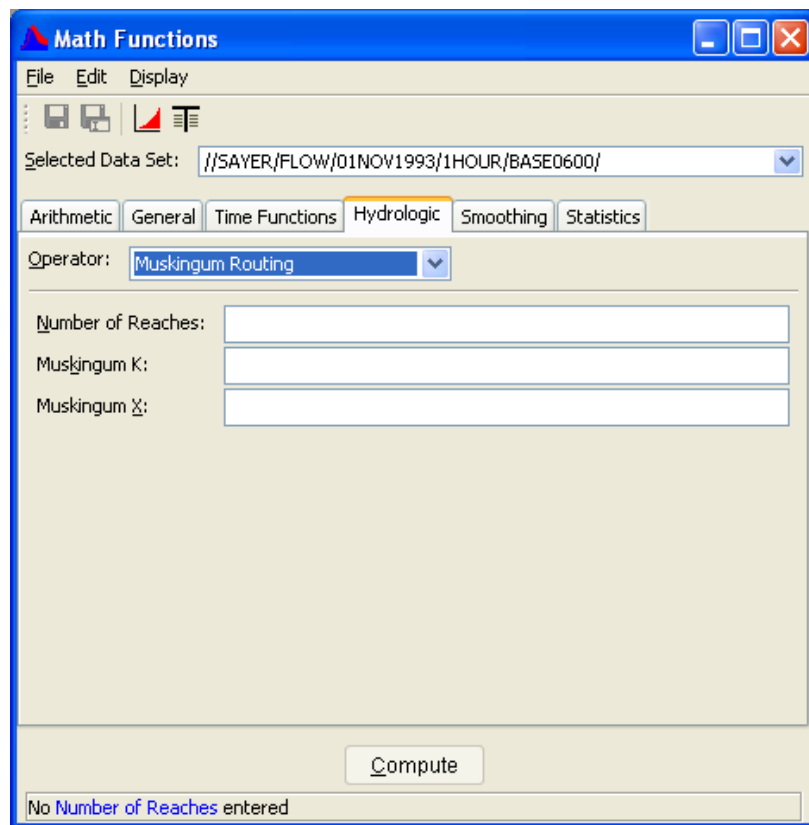 Math Functions
File Edit Display
Selected Data Set: //SAYER/FLOW/01NOV1993/1HOUR/BASE0600/
Arithmetic General Time Functions Hydrologic Smoothing Statistics
Operator: Muskingum Routing
Number of Reaches:
Muskingum K:
Muskingum X:
Compute
No Number of Reaches entered